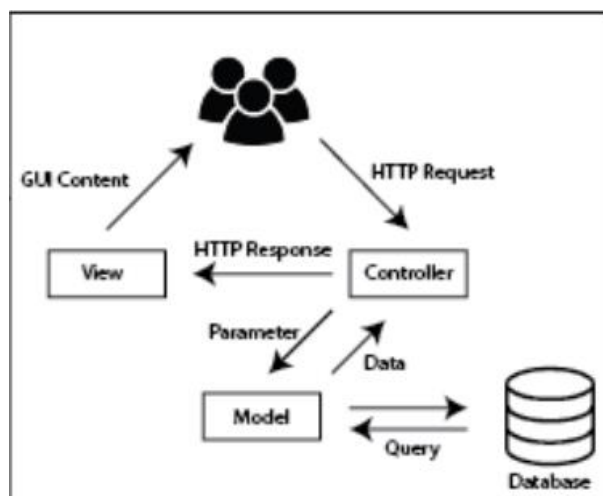 GUI Content
HTTP Request
HTTP Response
View
Controller
Parameter
Data
Model
Query
Database